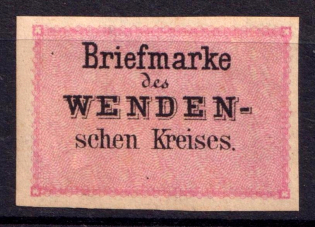 Briefmarke
des
WENDEN-
schen Kreises.